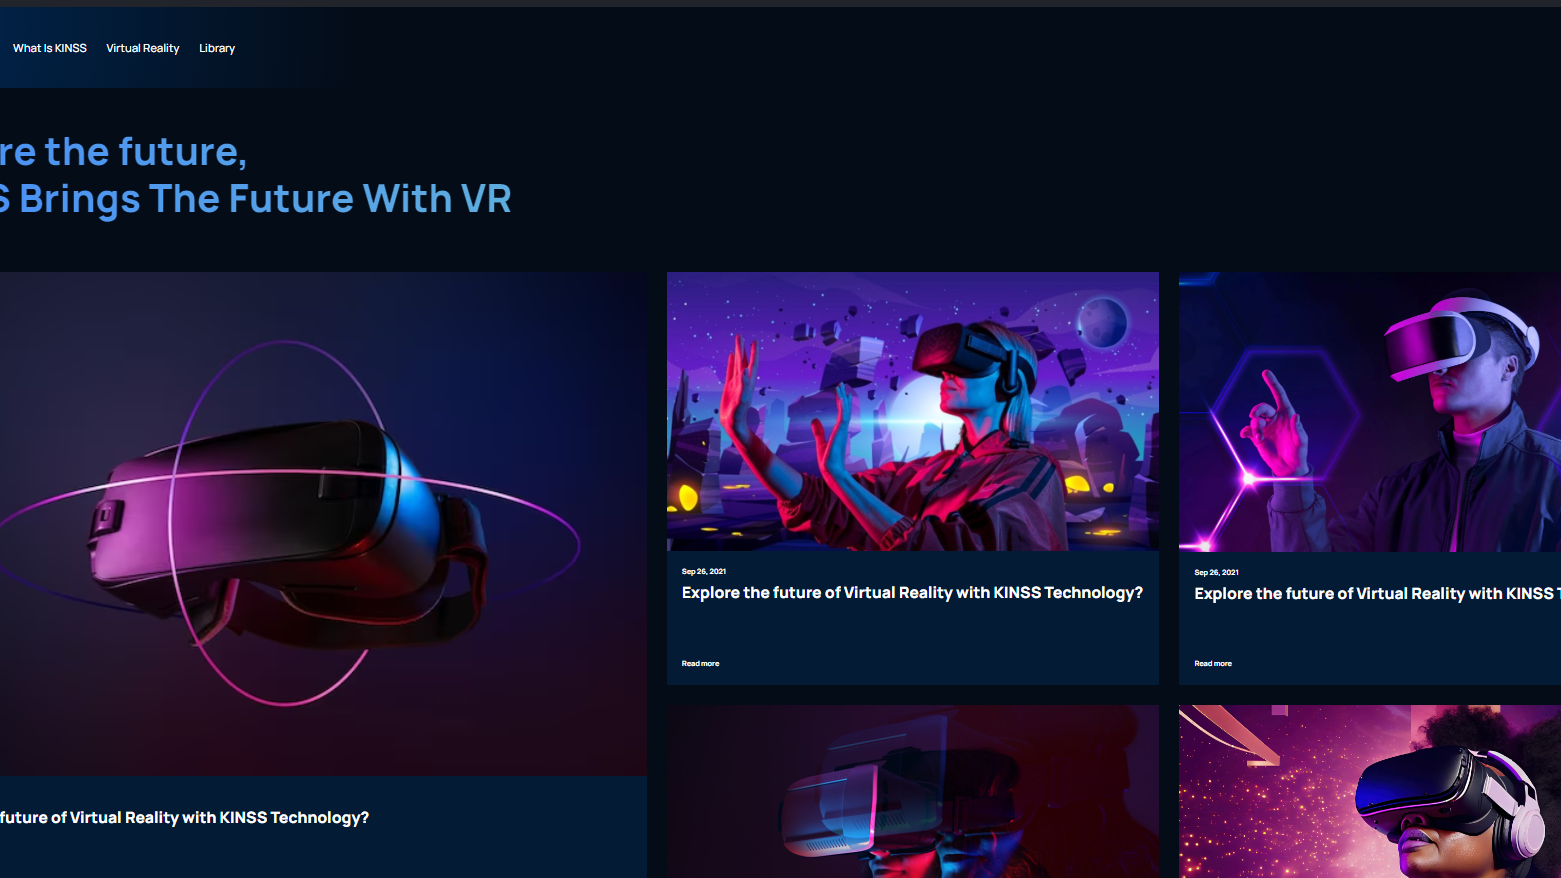 What Is KINSS
Virtual Reality
Library
re the future,
S Brings The Future With VR
Sep 26, 2021
Explore the future of Virtual Reality with KINSS Technology?
Read more
Sep 26, 2021
Explore the future of Virtual Reality with KINSS T
Read more
future of Virtual Reality with KINSS Technology?